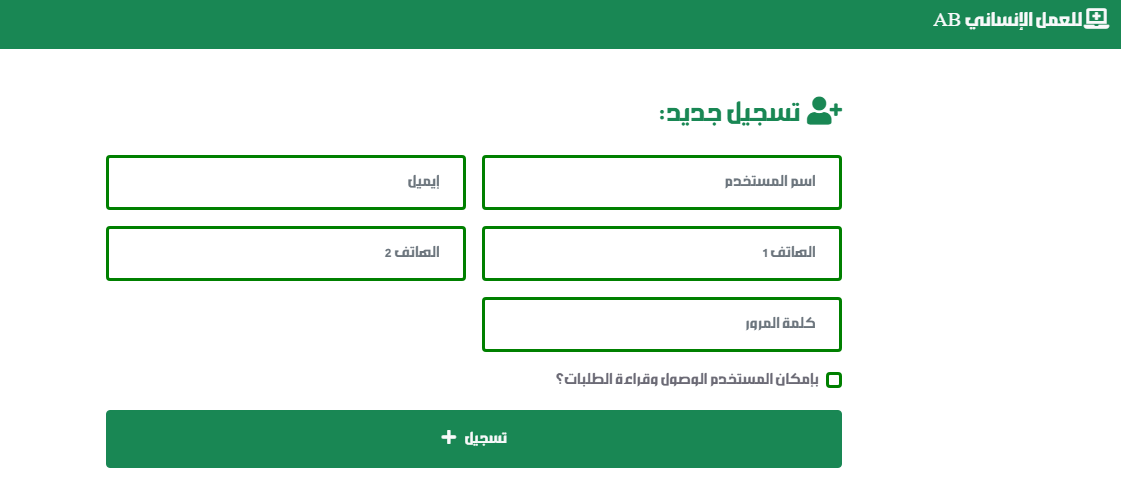 للعمل الإنساني AB
تسجيل جديد:
اسم المستخدم
إيميل
الهاتف 1
الهاتف 2
كلمة المرور
بإمكان المستخدم الوصول وقراءة الطلبات؟
تسجيل +